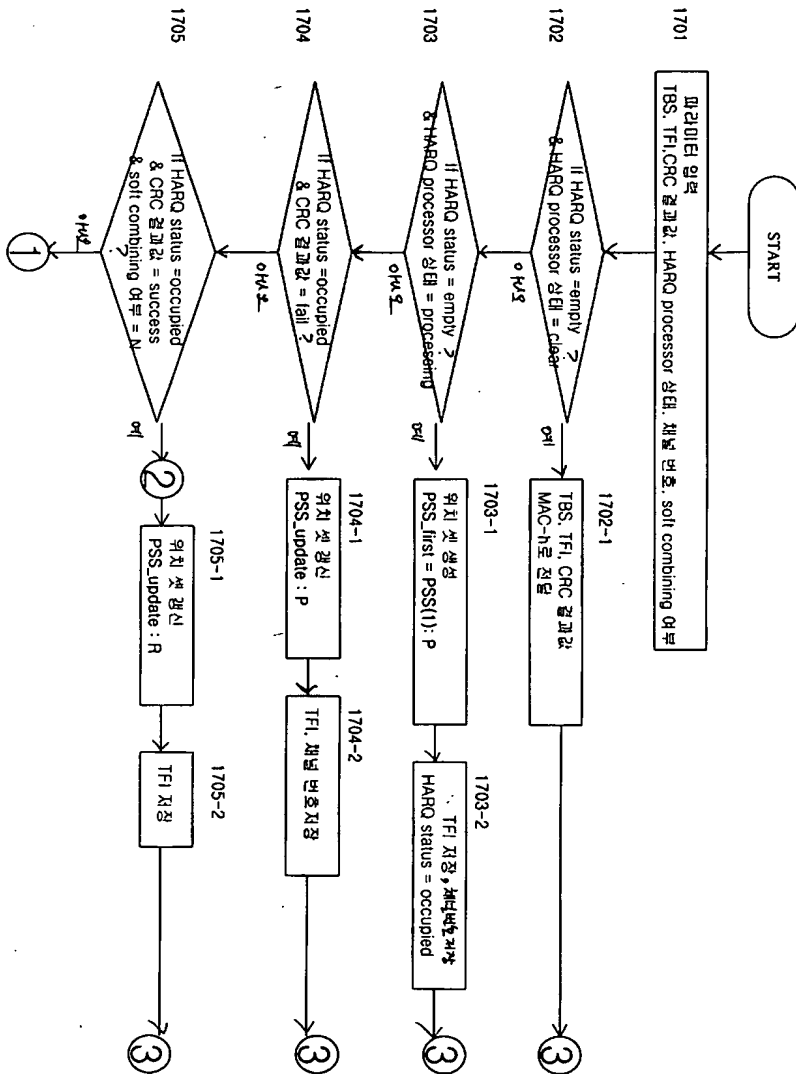 START
1701
파라미터 입력
TBS, TFI,CRC 결과값, HARQ processor 상태, 채널 번호, soft combining 여부
1702
If HARQ status =empty ?
& HARQ processor 상태 = clear
예
아니오
1702-1
TBS, TFI, CRC 결과값
MAC-h로 전달
3
1703
If HARQ status = empty ?
& HARQ processor 상태 = processing
예
아니오
1703-1
위치 셋 생성
PSS_first = PSS(1): P
1703-2
TFI 저장, 채널번호저장
HARQ status = occupied
3
1704
If HARQ status =occupied
& CRC 결과값 = fail ?
예
아니오
1704-1
위치 셋 갱신
PSS_update : P
1704-2
TFI, 채널 번호저장
3
1705
If HARQ status =occupied
& CRC 결과값 = success
& soft combining 여부 = N
?
예
아니오
1
2
1705-1
위치 셋 갱신
PSS_update : R
1705-2
TFI 저장
3